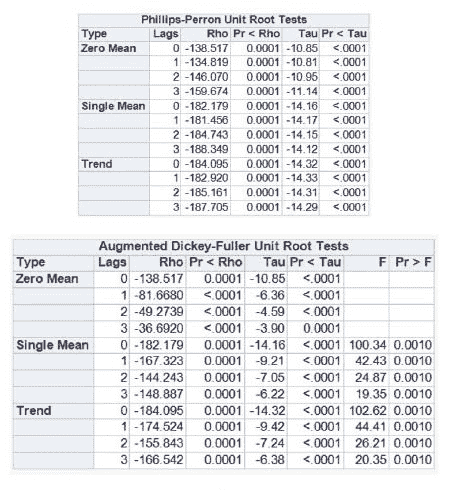 Phillips-Perron Unit Root Tests
Type Lags Rho Pr < Rho Tau Pr < Tau
Zero Mean 0 -138.517 0.0001 -10.85 <.0001
1 -134.819 0.0001 -10.81 <.0001
2 -146.070 0.0001 -10.95 <.0001
3 -159.674 0.0001 -11.14 <.0001
Single Mean 0 -182.179 0.0001 -14.16 <.0001
1 -181.456 0.0001 -14.17 <.0001
2 -184.743 0.0001 -14.15 <.0001
3 -188.349 0.0001 -14.12 <.0001
Trend 0 -184.095 0.0001 -14.32 <.0001
1 -182.920 0.0001 -14.33 <.0001
2 -185.161 0.0001 -14.31 <.0001
3 -187.705 0.0001 -14.29 <.0001
Augmented Dickey-Fuller Unit Root Tests
Type Lags Rho Pr < Rho Tau Pr < Tau F Pr > F
Zero Mean 0 -138.517 0.0001 -10.85 <.0001
1 -81.6680 <.0001 -6.36 <.0001
2 -49.2739 <.0001 -4.59 <.0001
3 -36.6920 <.0001 -3.90 0.0001
Single Mean 0 -182.179 0.0001 -14.16 <.0001 100.34 0.0010
1 -167.323 0.0001 -9.21 <.0001 42.43 0.0010
2 -144.243 0.0001 -7.05 <.0001 24.87 0.0010
3 -148.887 0.0001 -6.22 <.0001 19.35 0.0010
Trend 0 -184.095 0.0001 -14.32 <.0001 102.62 0.0010
1 -174.524 0.0001 -9.42 <.0001 44.41 0.0010
2 -155.843 0.0001 -7.24 <.0001 26.21 0.0010
3 -166.542 0.0001 -6.38 <.0001 20.35 0.0010